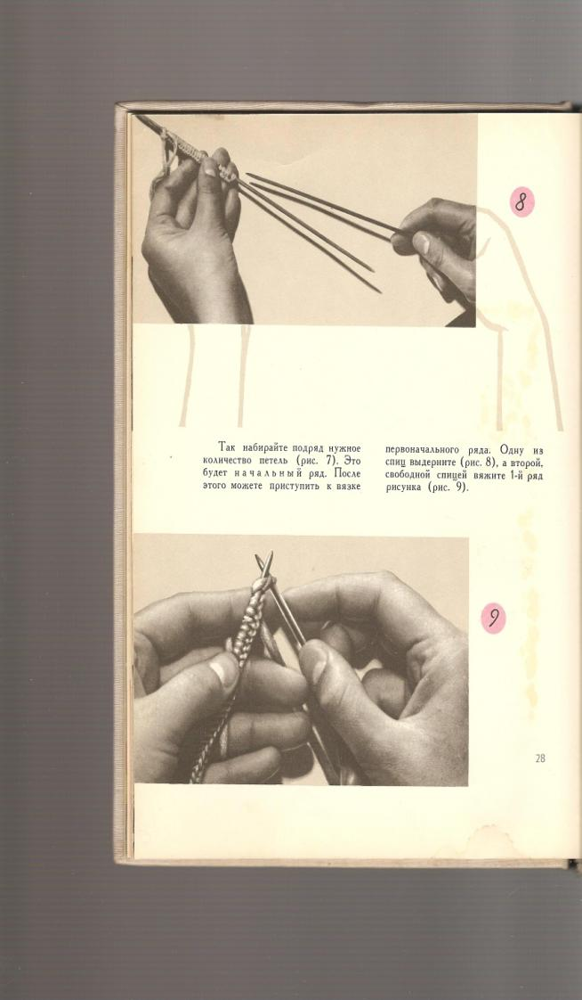 8
Так набирайте подряд нужное
количество петель (рис. 7). Это
будет начальный ряд. После
этого можете приступить к вязке
первоначального ряда. Одну из
спиц выдерните (рис. 8), а второй,
свободной спицей вяжите 1-й ряд
рисунка (рис. 9).
9
28